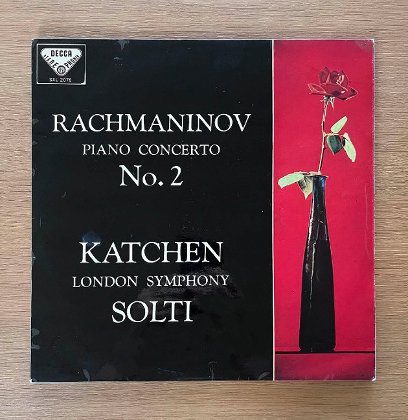 DECCA
SXL 2076
RACHMANINOV
PIANO CONCERTO
No. 2
KATCHEN
LONDON SYMPHONY
SOLTI